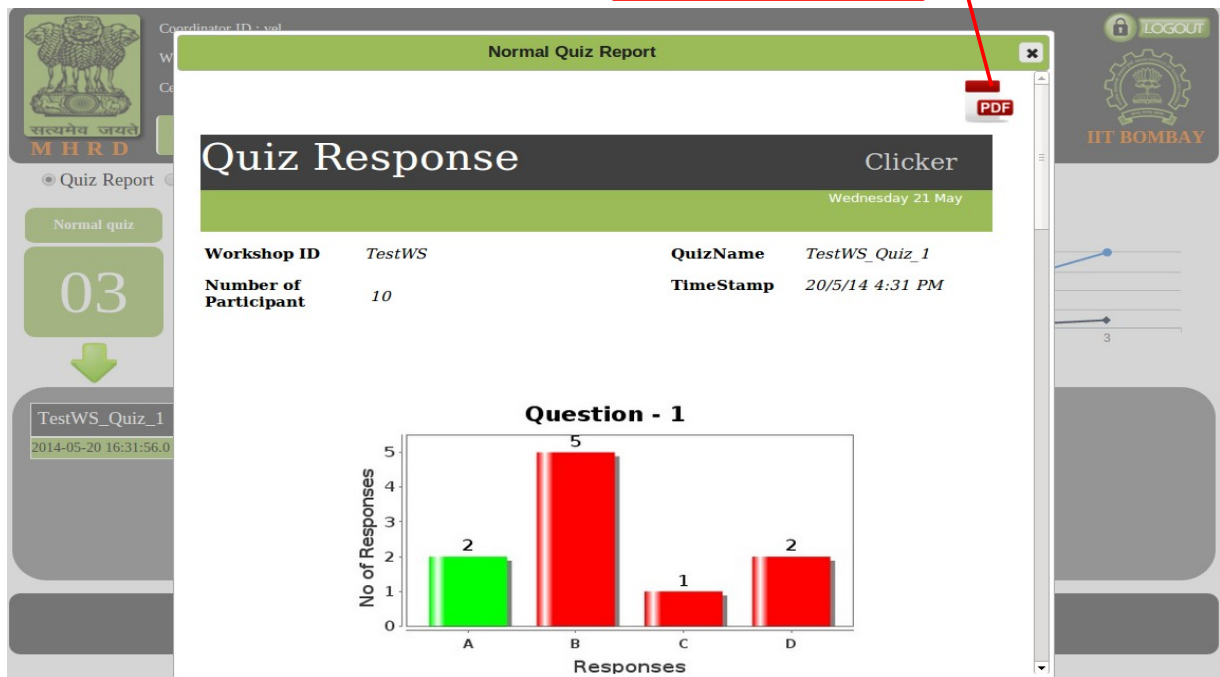 Coordinator ID : vel
LOGOUT
Normal Quiz Report
PDF
सत्यमेव जयते
M H R D
IIT BOMBAY
Quiz Response
Clicker
Quiz Report
Wednesday 21 May
Normal quiz
Workshop ID TestWS QuizName TestWS_Quiz_1
03
Number of
Participant 10 TimeStamp 20/5/14 4:31 PM
3
TestWS_Quiz_1
2014-05-20 16:31:56.0
Question - 1
No of Responses
5
4
3
2
1
0
2
5
1
2
A B C D
Responses